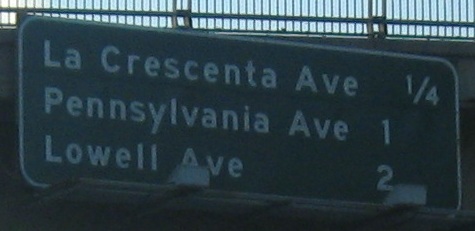 La Crescenta Ave 1/4
Pennsylvania Ave 1
Lowell Ave 2